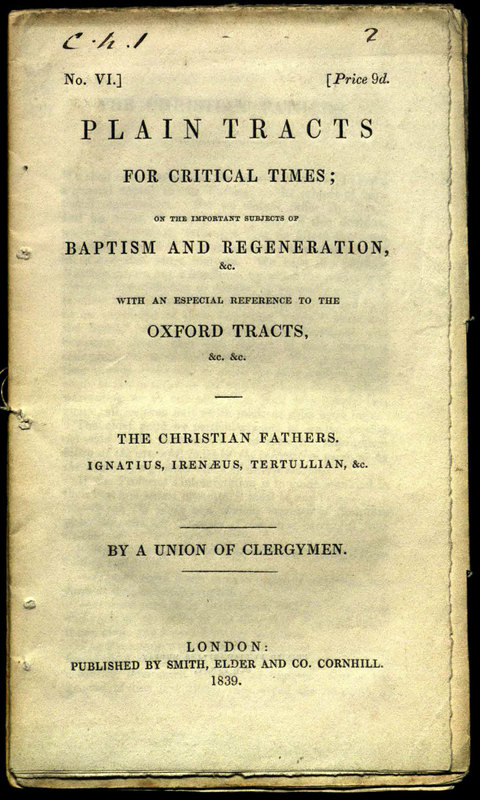 C.h.1 2
No. VI.] [Price 9d.
PLAIN TRACTS
FOR CRITICAL TIMES;
ON THE IMPORTANT SUBJECTS OF
BAPTISM AND REGENERATION,
&c.
WITH AN ESPECIAL REFERENCE TO THE
OXFORD TRACTS,
&c. &c.
THE CHRISTIAN FATHERS.
IGNATIUS, IRENÆUS, TERTULLIAN, &c.
BY A UNION OF CLERGYMEN.
LONDON:
PUBLISHED BY SMITH, ELDER AND CO. CORNHILL.
1839.